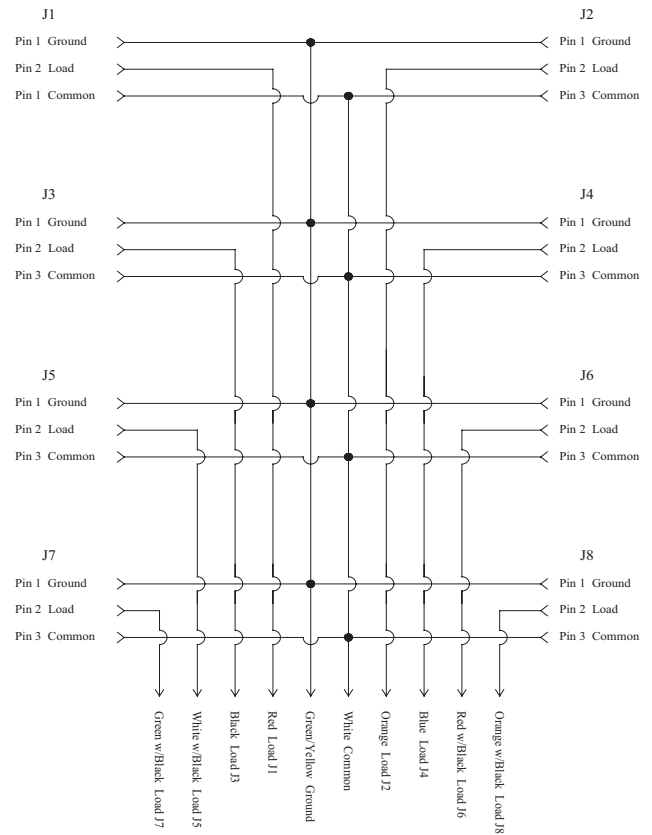 J1
J2
Pin 1 Ground
Pin 1 Ground
Pin 2 Load
Pin 2 Load
Pin 1 Common
Pin 3 Common
J3
J4
Pin 1 Ground
Pin 1 Ground
Pin 2 Load
Pin 2 Load
Pin 3 Common
Pin 3 Common
J5
J6
Pin 1 Ground
Pin 1 Ground
Pin 2 Load
Pin 2 Load
Pin 3 Common
Pin 3 Common
J7
J8
Pin 1 Ground
Pin 1 Ground
Pin 2 Load
Pin 2 Load
Pin 3 Common
Pin 3 Common
Green w/Black Load J7
White w/Black Load J5
Black Load J3
Red Load J1
Green/Yellow Ground
White Common
Orange Load J2
Blue Load J4
Red w/Black Load J6
Orange w/Black Load J8